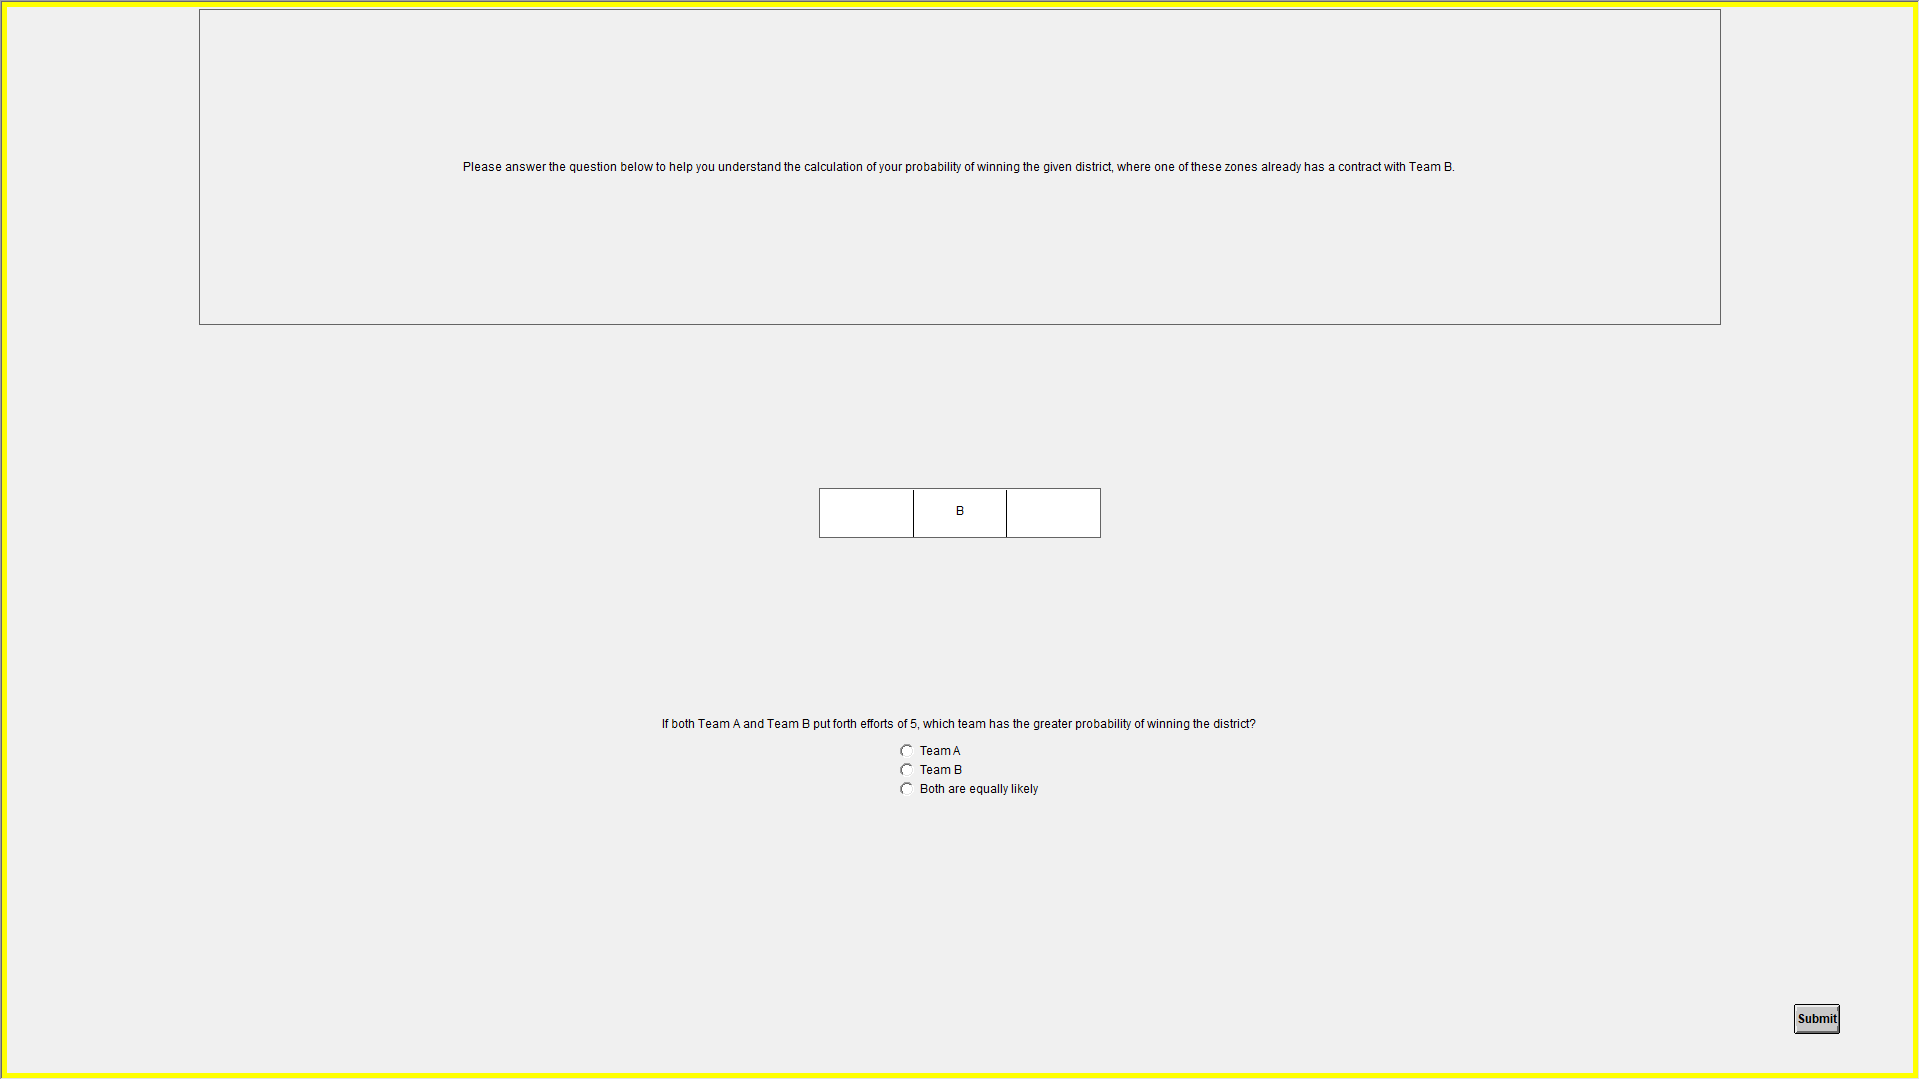 Please answer the question below to help you understand the calculation of your probability of winning the given district, where one of these zones already has a contract with Team B.
B
If both Team A and Team B put forth efforts of 5, which team has the greater probability of winning the district?
Team A
Team B
Both are equally likely
Submit